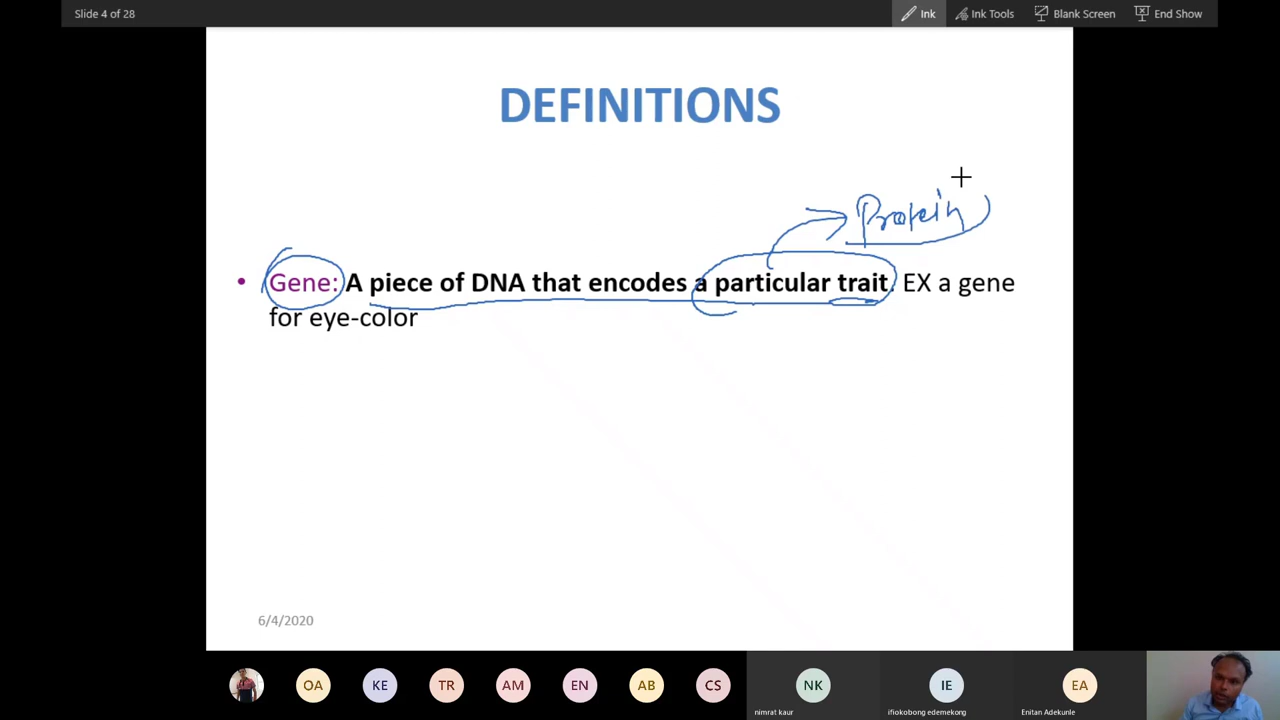 Slide 4 of 28
Ink Ink Tools Blank Screen End Show
DEFINITIONS
Protein
• Gene: A piece of DNA that encodes a particular trait. EX a gene
for eye-color
6/4/2020
OA KE TR AM EN AB CS NK IE EA
nimrat kaur ifiokobong edemekong Enitan Adekunle